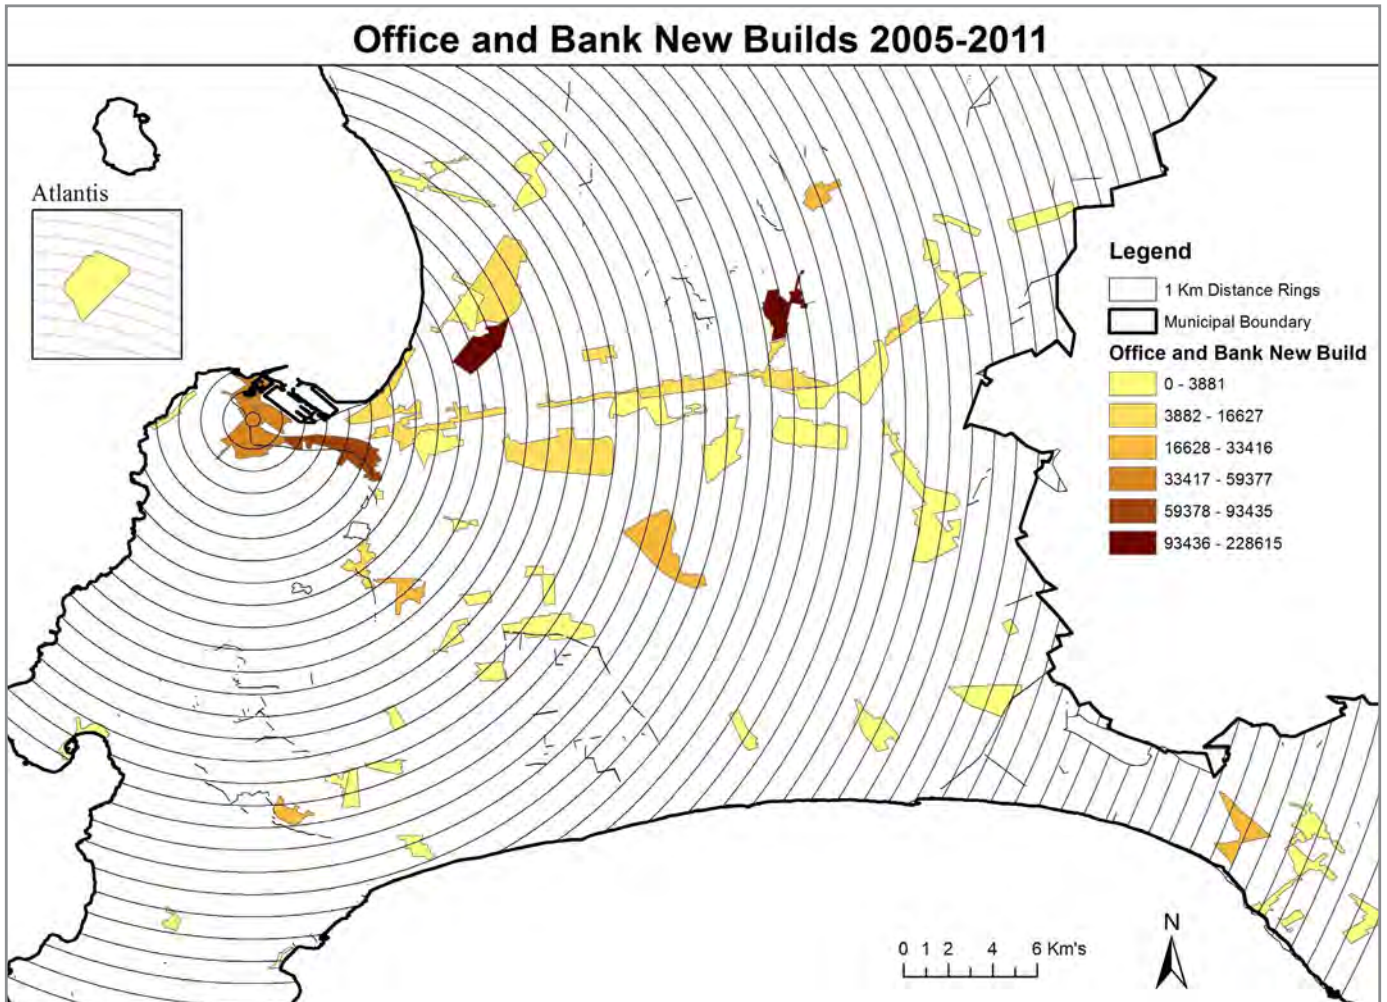 Office and Bank New Builds 2005-2011
Atlantis
Legend
1 Km Distance Rings
Municipal Boundary
Office and Bank New Build
0 - 3881
3882 - 16627
16628 - 33416
33417 - 59377
59378 - 93435
93436 - 228615
N
0 1 2 4 6 Km's